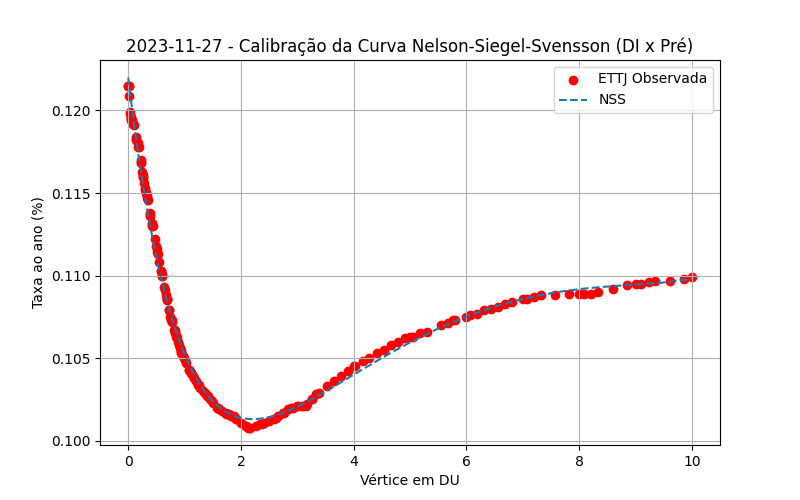 2023-11-27 - Calibração da Curva Nelson-Siegel-Svensson (DI x Pré)
ETTJ Observada
NSS
0.120
0.115
0.110
0.105
0.100
Taxa ao ano (%)
0 2 4 6 8 10
Vértice em DU